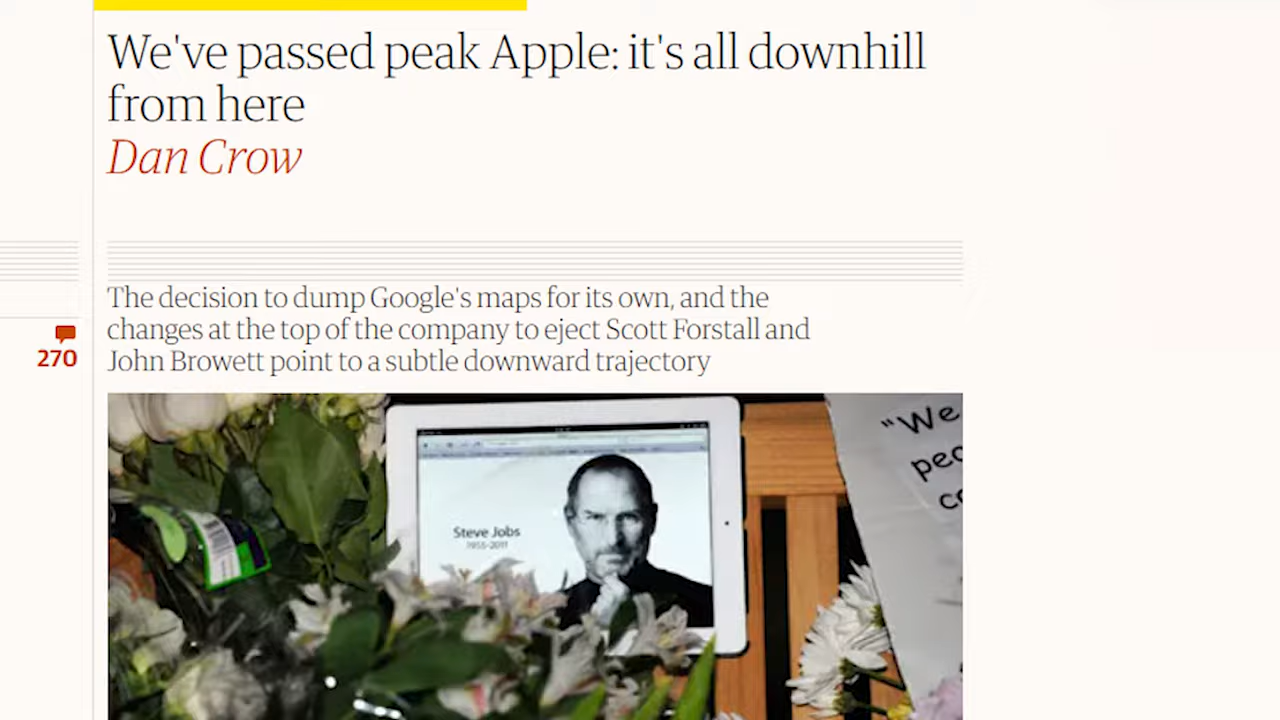 We've passed peak Apple: it's all downhill
from here
Dan Crow
The decision to dump Google's maps for its own, and the
changes at the top of the company to eject Scott Forstall and
John Browett point to a subtle downward trajectory
270
Steve Jobs
1955-2011
"We